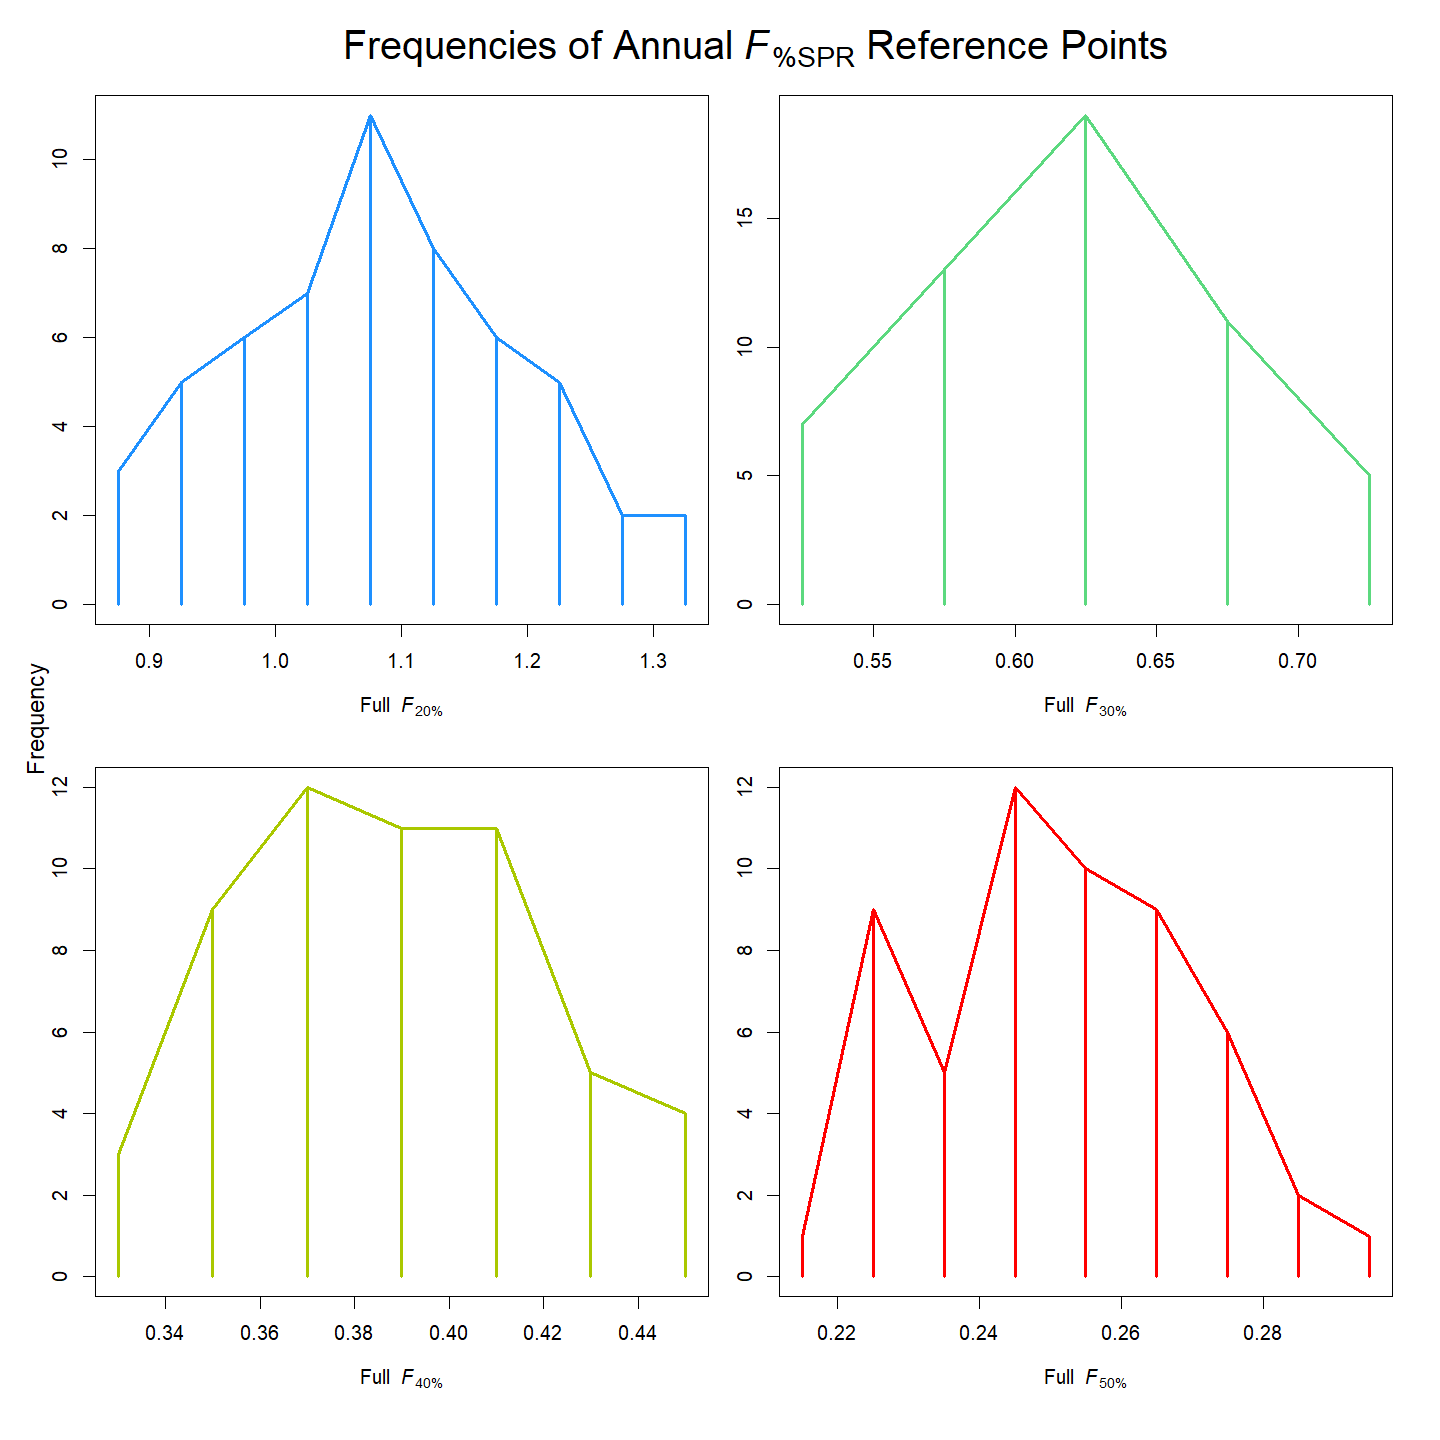 Frequencies of Annual F%SPR Reference Points
Frequency
0 2 4 6 8 10
0.9 1.0 1.1 1.2 1.3
Full F20%
0 5 10 15
0.55 0.60 0.65 0.70
Full F30%
0 2 4 6 8 10 12
0.34 0.36 0.38 0.40 0.42 0.44
Full F40%
0 2 4 6 8 10 12
0.22 0.24 0.26 0.28
Full F50%